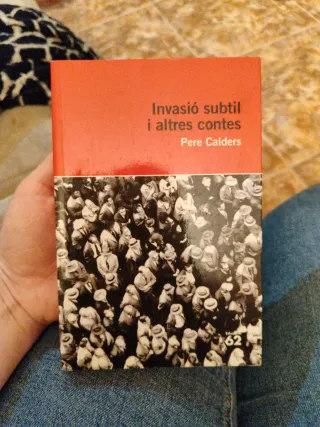 Invasió subtil
i altres contes
Pere Calders
62